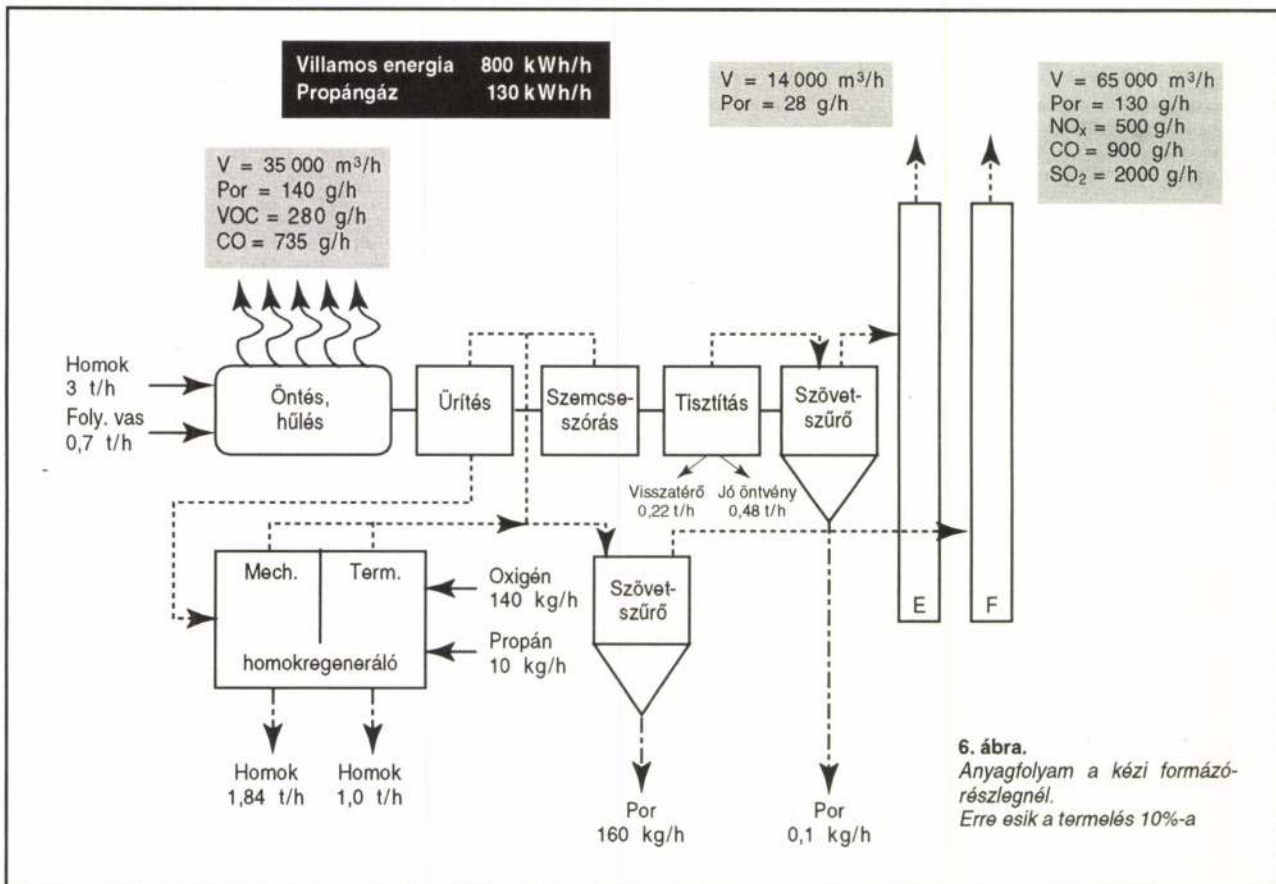 Villamos energia 800 kWh/h
Propángáz 130 kWh/h
V = 14 000 m³/h
Por = 28 g/h
V = 65 000 m³/h
Por = 130 g/h
NOₓ = 500 g/h
CO = 900 g/h
SO₂ = 2000 g/h
V = 35 000 m³/h
Por = 140 g/h
VOC = 280 g/h
CO = 735 g/h
Homok
3 t/h
Foly. vas
0,7 t/h
Öntés,
hűlés
Ürítés
Szemcse-
szórás
Tisztítás
Szövet-
szűrő
Visszatérő
0,22 t/h
Jó öntvény
0,48 t/h
Mech.
Term.
homokregeneráló
Oxigén
140 kg/h
Propán
10 kg/h
Szövet-
szűrő
E
F
Homok
1,84 t/h
Homok
1,0 t/h
Por
160 kg/h
Por
0,1 kg/h
6. ábra.
Anyagfolyam a kézi formázó-
részlegnél.
Erre esik a termelés 10%-a